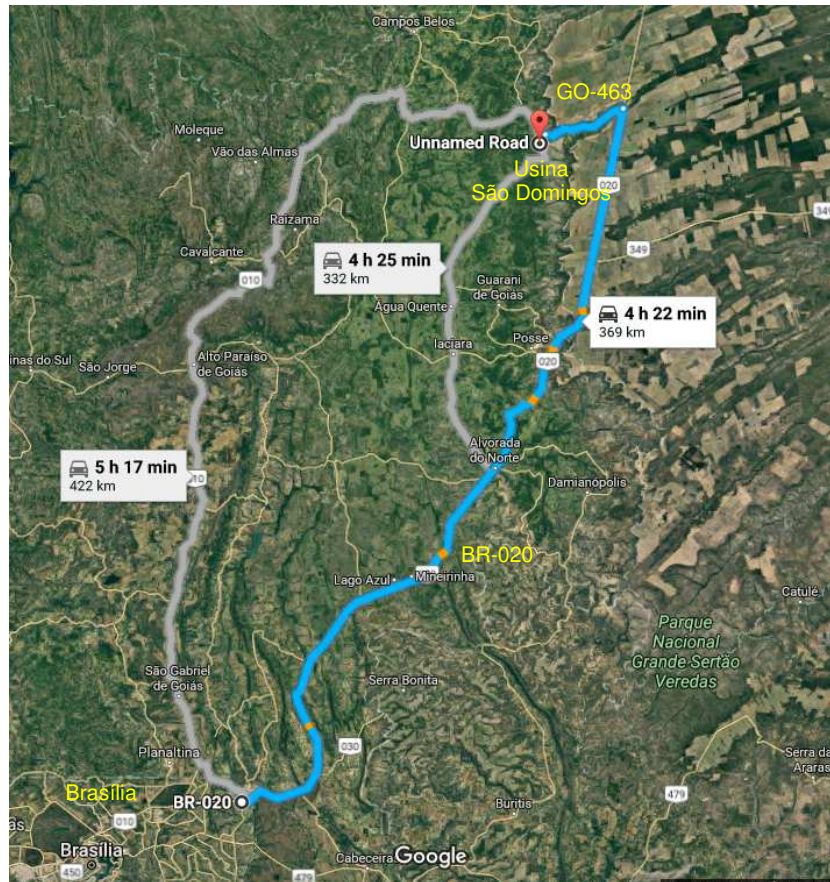 Campos Belos
GO-463
Moleque
Vão das Almas
Unnamed Road
Usina
São Domingos
020
Raizama
349
349
Cavalcante
4 h 25 min
332 km
010
Guarani
de Goiás
Água Quente
4 h 22 min
369 km
Iaciara
Posse
020
inas do Sul
São Jorge
Alto Paraíso
de Goiás
Alvorada
do Norte
5 h 17 min
422 km
10
Damianópolis
BR-020
Lago Azul
Mineirinha
Catulé
Parque
Nacional
Grande Sertão
Veredas
São Gabriel
de Goiás
Serra Bonita
Planaltina
030
Serra da
Araras
Brasília
BR-020
479
010
Buritis
ás
Brasília
450
Cabeceira
Google
479